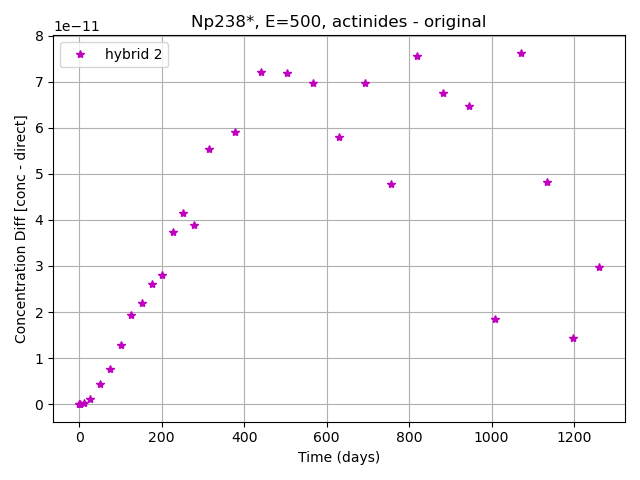 Np238*, E=500, actinides - original
1e−11
hybrid 2
Concentration Diff [conc - direct]
8
7
6
5
4
3
2
1
0
0 200 400 600 800 1000 1200
Time (days)